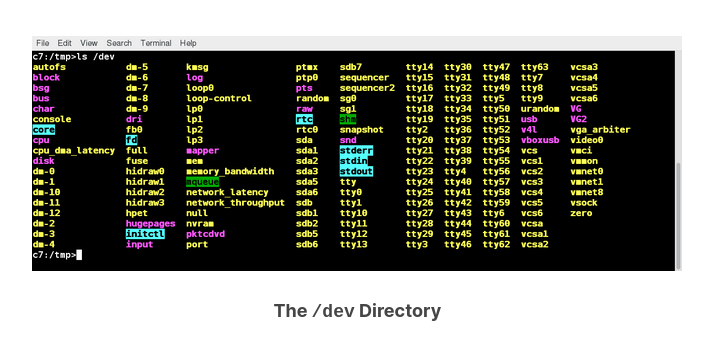 File Edit View Search Terminal Help
c7:/tmp>ls /dev
autofs dm-5 kmsg ptmx sdb7 tty14 tty30 tty47 tty63 vcsa3
block dm-6 log ptp0 sequencer tty15 tty31 tty48 tty7 vcsa4
bsg dm-7 loop0 pts sequencer2 tty16 tty32 tty49 tty8 vcsa5
bus dm-8 loop-control random sg0 tty17 tty33 tty5 tty9 vcsa6
char dm-9 lp0 raw sg1 tty18 tty34 tty50 urandom VG
console dri lp1 rtc shm tty19 tty35 tty51 usb VG2
core fb0 lp2 rtc0 snapshot tty2 tty36 tty52 v4l vga_arbiter
cpu fd lp3 sda snd tty20 tty37 tty53 vboxusb video0
cpu_dma_latency full mapper sda1 stderr tty21 tty38 tty54 vcs vmci
disk fuse mem sda2 stdin tty22 tty39 tty55 vcs1 vmmon
dm-0 hidraw0 memory_bandwidth sda3 stdout tty23 tty4 tty56 vcs2 vmnet0
dm-1 hidraw1 mqueue sda5 tty tty24 tty40 tty57 vcs3 vmnet1
dm-10 hidraw2 network_latency sda6 tty0 tty25 tty41 tty58 vcs4 vmnet8
dm-11 hidraw3 network_throughput sdb tty1 tty26 tty42 tty59 vcs5 vsock
dm-12 hpet null sdb1 tty10 tty27 tty43 tty6 vcs6 zero
dm-2 hugepages nvram sdb2 tty11 tty28 tty44 tty60 vcsa
dm-3 initctl pktcdvd sdb5 tty12 tty29 tty45 tty61 vcsa1
dm-4 input port sdb6 tty13 tty3 tty46 tty62 vcsa2
c7:/tmp>
The /dev Directory